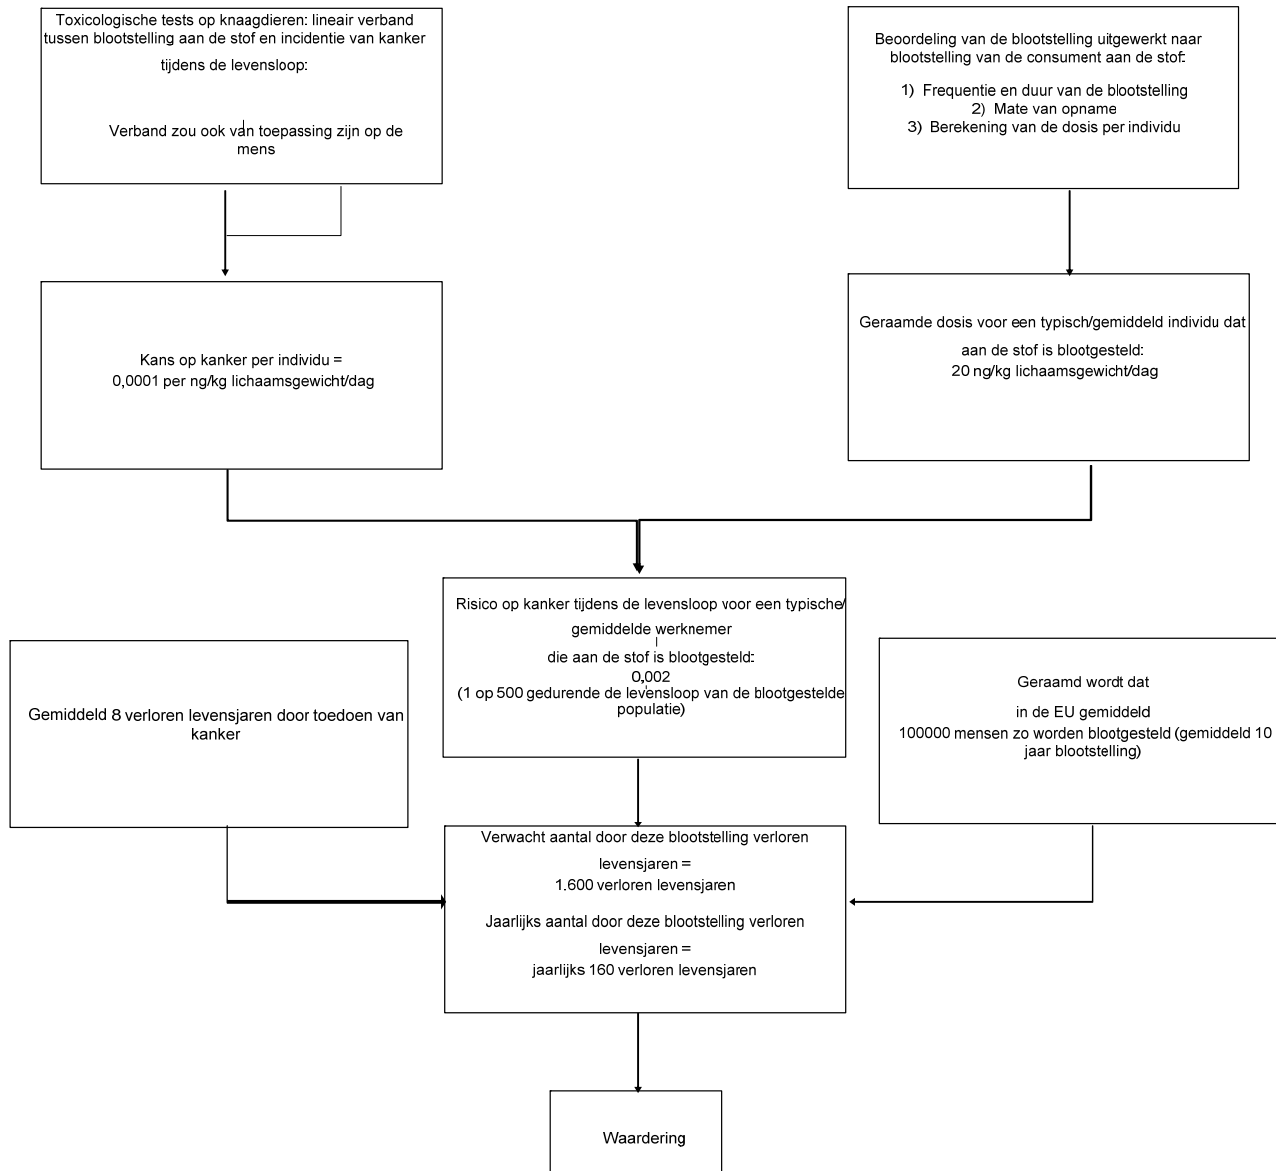 Toxicologische tests op knaagdieren: lineair verband
tussen blootstelling aan de stof en incidentie van kanker
tijdens de levensloop:
Verband zou ook van toepassing zijn op de
mens
Beoordeling van de blootstelling uitgewerkt naar
blootstelling van de consument aan de stof:
1) Frequentie en duur van de blootstelling
2) Mate van opname
3) Berekening van de dosis per individu
Kans op kanker per individu =
0,0001 per ng/kg lichaamsgewicht/dag
Geraamde dosis voor een typisch/gemiddeld individu dat
aan de stof is blootgesteld:
20 ng/kg lichaamsgewicht/dag
Risico op kanker tijdens de levensloop voor een typische/
gemiddelde werknemer
die aan de stof is blootgesteld:
0,002
(1 op 500 gedurende de levensloop van de blootgestelde
populatie)
Gemiddeld 8 verloren levensjaren door toedoen van
kanker
Geraamd wordt dat
in de EU gemiddeld
100000 mensen zo worden blootgesteld (gemiddeld 10
jaar blootstelling)
Verwacht aantal door deze blootstelling verloren
levensjaren =
1.600 verloren levensjaren
Jaarlijks aantal door deze blootstelling verloren
levensjaren =
jaarlijks 160 verloren levensjaren
Waardering